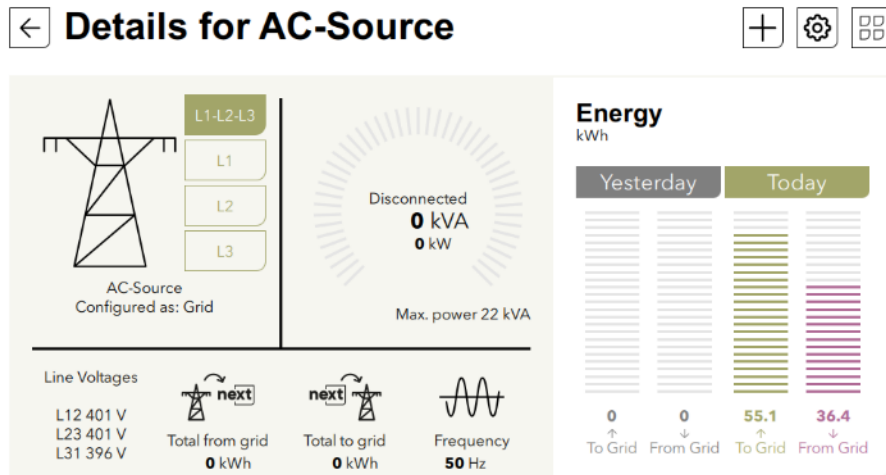 Details for AC-Source
L1-L2-L3
L1
L2
L3
AC-Source
Configured as: Grid
Disconnected
0 kVA
0 kW
Max. power 22 kVA
Line Voltages
L12 401 V
L23 401 V
L31 396 V
next
Total from grid
0 kWh
next
Total to grid
0 kWh
Frequency
50 Hz
Energy
kWh
Yesterday Today
0 0 55.1 36.4
To Grid From Grid To Grid From Grid